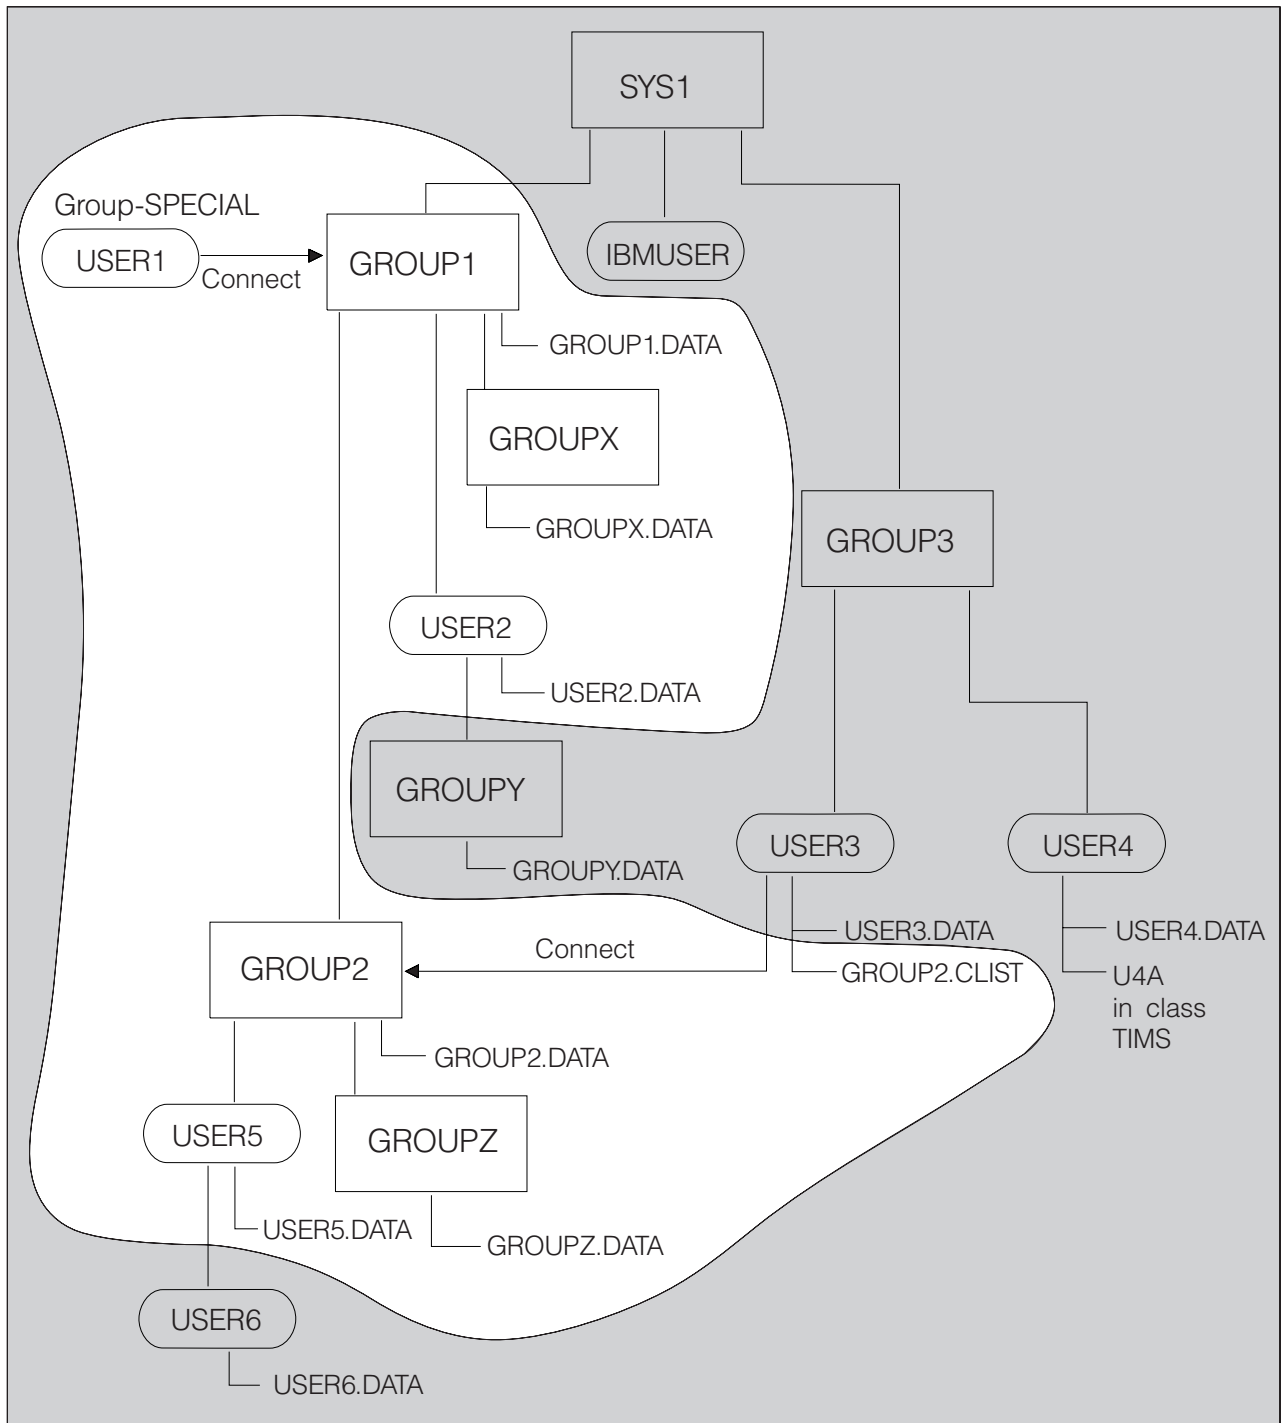 SYS1
Group-SPECIAL
USER1
Connect
GROUP1
IBMUSER
GROUP1.DATA
GROUPX
GROUPX.DATA
GROUP3
USER2
USER2.DATA
GROUPY
GROUPY.DATA
USER3
USER4
USER3.DATA
USER4.DATA
Connect
GROUP2
GROUP2.CLIST
U4A
in class
TIMS
GROUP2.DATA
USER5
GROUPZ
USER5.DATA
GROUPZ.DATA
USER6
USER6.DATA